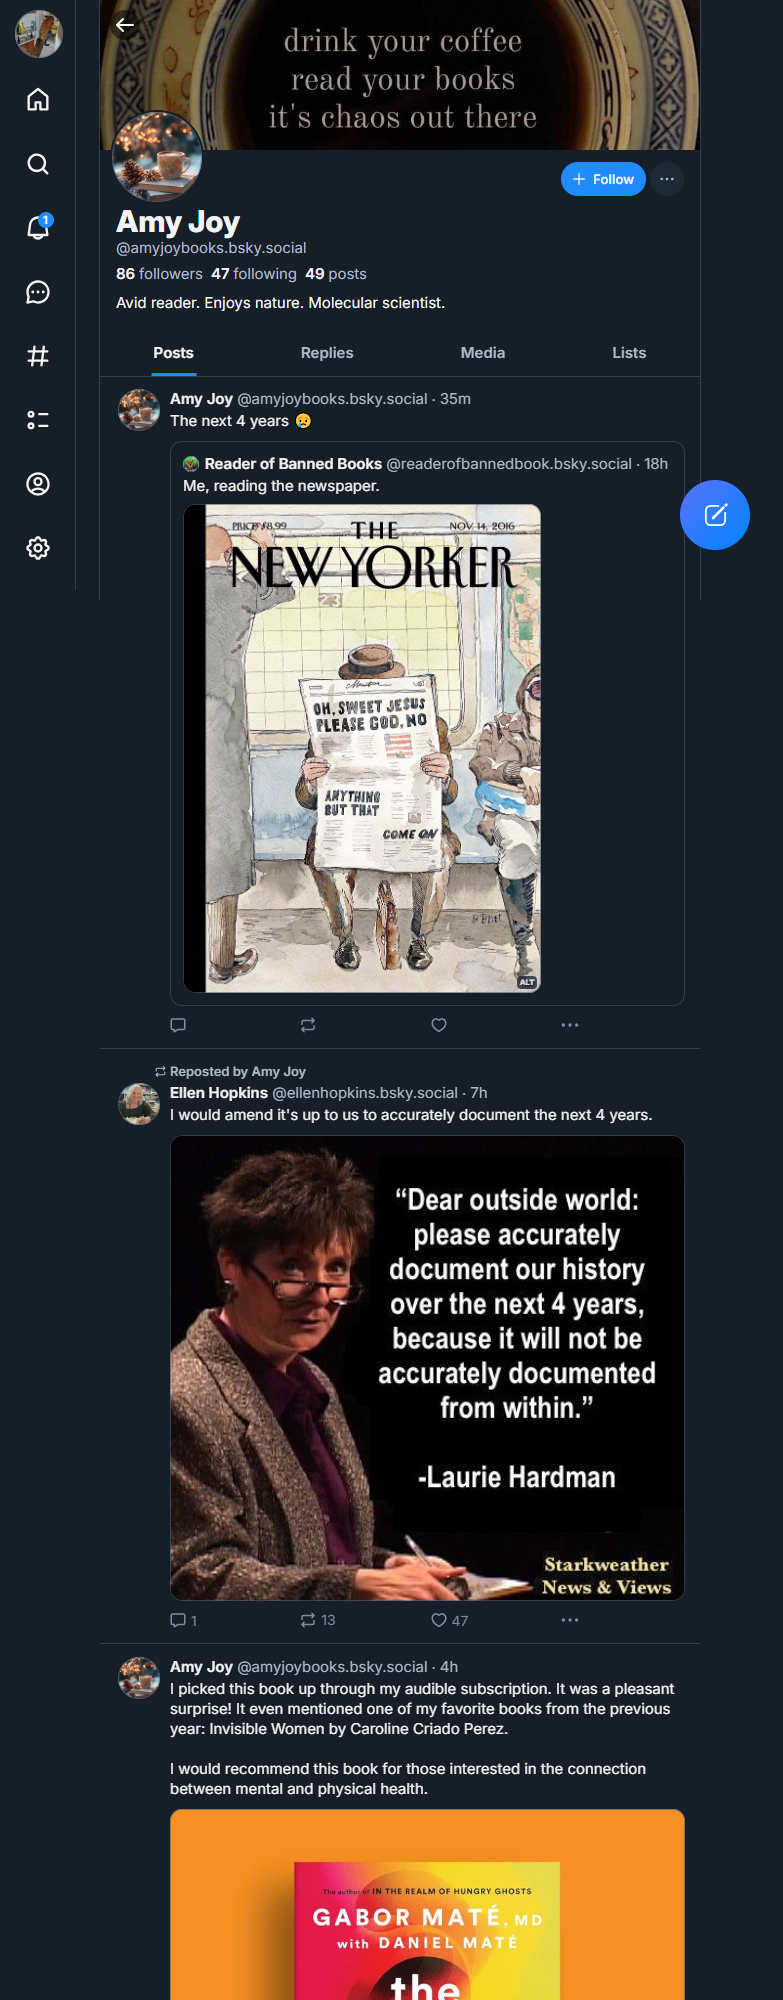 drink your coffee
read your books
it's chaos out there
+ Follow
Amy Joy
@amyjoybooks.bsky.social
86 followers 47 following 49 posts
Avid reader. Enjoys nature. Molecular scientist.
Posts Replies Media Lists
1
Amy Joy @amyjoybooks.bsky.social · 35m
The next 4 years 😢
Reader of Banned Books @readerofbannedbook.bsky.social · 18h
Me, reading the newspaper.
PRICE $8.99 THE NOV. 14, 2016
NEW YORKER
23
OH, SWEET JESUS
PLEASE GOD, NO
ANYTHING
BUT THAT
COME ON
ALT
Reposted by Amy Joy
Ellen Hopkins @ellenhopkins.bsky.social · 7h
I would amend it's up to us to accurately document the next 4 years.
“Dear outside world:
please accurately
document our history
over the next 4 years,
because it will not be
accurately documented
from within.”
-Laurie Hardman
Starkweather
News & Views
1 13 47
Amy Joy @amyjoybooks.bsky.social · 4h
I picked this book up through my audible subscription. It was a pleasant
surprise! It even mentioned one of my favorite books from the previous
year: Invisible Women by Caroline Criado Perez.
I would recommend this book for those interested in the connection
between mental and physical health.
The author of IN THE REALM OF HUNGRY GHOSTS
GABOR MATÉ, MD
with DANIEL MATÉ
the